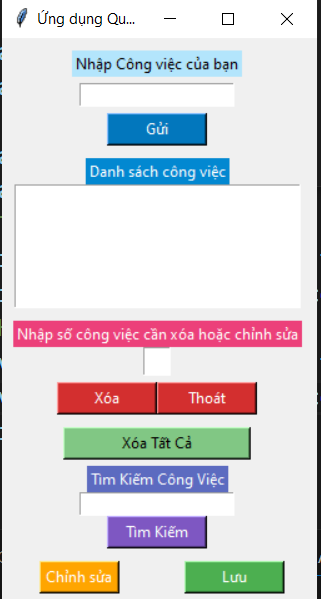 Ứng dụng Qu...
Nhập Công việc của bạn
Gửi
Danh sách công việc
Nhập số công việc cần xóa hoặc chỉnh sửa
Xóa Thoát
Xóa Tất Cả
Tìm Kiếm Công Việc
Tìm Kiếm
Chỉnh sửa Lưu